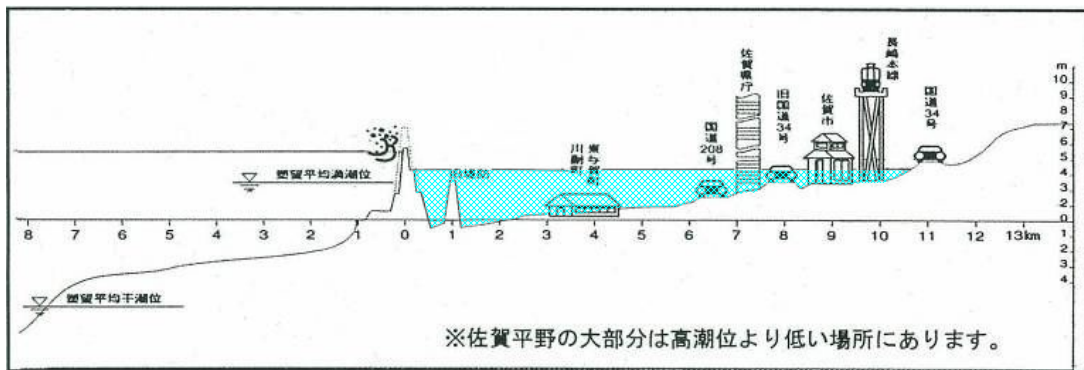 長崎本線
佐賀県庁
国道34号
旧国道34号
佐賀市
国道208号
川副町
東与賀町
旧堤防
朔望平均満潮位
m
10
9
8
7
6
5
4
3
2
1
0
1
2
3
4
8 7 6 5 4 3 2 1 0 1 2 3 4 5 6 7 8 9 10 11 12 13km
朔望平均干潮位
※佐賀平野の大部分は高潮位より低い場所にあります。